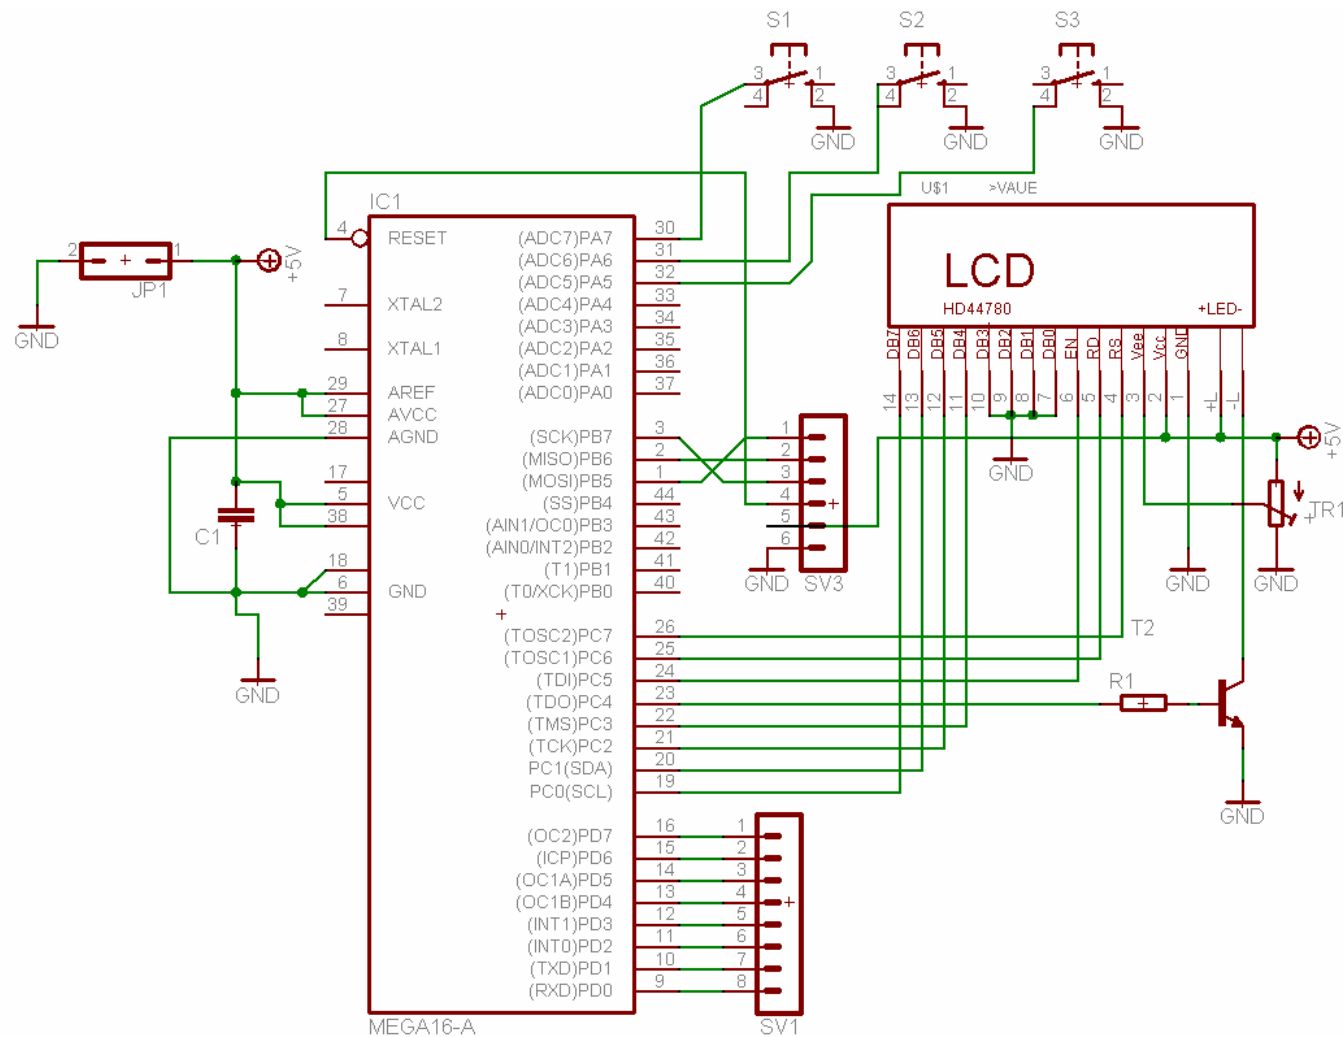 S1
S2
S3
3
1
4
2
GND
3
1
4
2
GND
3
1
4
2
GND
U$1
>VAUE
LCD
HD44780
+LED-
DB7
DB6
DB5
DB4
DB3
DB2
DB1
DB0
EN
RD
RS
Vee
Vcc
GND
14
13
12
11
10
9
8
7
6
5
4
3
2
1
+L
-L
GND
+5V
TR1
GND
GND
2
1
JP1
+5V
GND
C1
GND
IC1
4
RESET
7
XTAL2
8
XTAL1
29
AREF
27
AVCC
28
AGND
17
5
VCC
38
18
6
GND
39
(ADC7)PA7
30
(ADC6)PA6
31
(ADC5)PA5
32
(ADC4)PA4
33
(ADC3)PA3
34
(ADC2)PA2
35
(ADC1)PA1
36
(ADC0)PA0
37
(SCK)PB7
3
(MISO)PB6
2
(MOSI)PB5
1
(SS)PB4
44
(AIN1/OC0)PB3
43
(AIN0/INT2)PB2
42
(T1)PB1
41
(T0/XCK)PB0
40
(TOSC2)PC7
26
(TOSC1)PC6
25
(TDI)PC5
24
(TDO)PC4
23
(TMS)PC3
22
(TCK)PC2
21
PC1(SDA)
20
PC0(SCL)
19
(OC2)PD7
16
(ICP)PD6
15
(OC1A)PD5
14
(OC1B)PD4
13
(INT1)PD3
12
(INT0)PD2
11
(TXD)PD1
10
(RXD)PD0
9
MEGA16-A
1
2
3
4
5
6
GND
SV3
T2
R1
GND
1
2
3
4
5
6
7
8
SV1